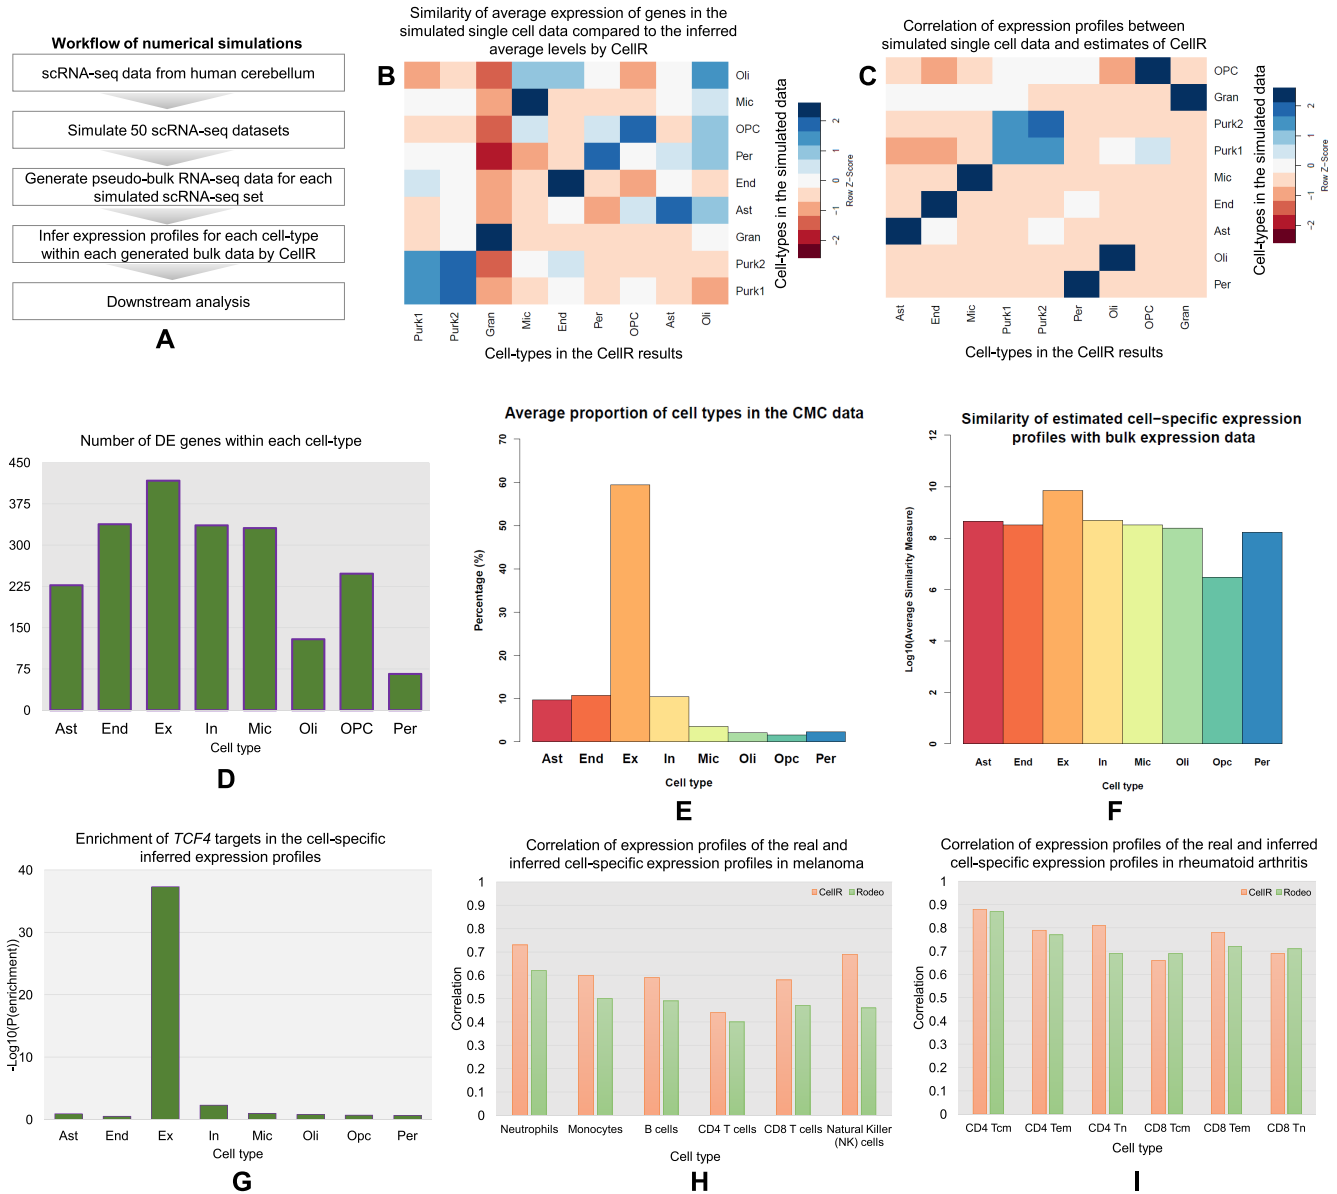 Workflow of numerical simulations
scRNA-seq data from human cerebellum
Simulate 50 scRNA-seq datasets
Generate pseudo-bulk RNA-seq data for each
simulated scRNA-seq set
Infer expression profiles for each cell-type
within each generated bulk data by CellR
Downstream analysis
A
Similarity of average expression of genes in the
simulated single cell data compared to the inferred
average levels by CellR
B
Oli
Mic
OPC
Per
End
Ast
Gran
Purk2
Purk1
Purk1
Purk2
Gran
Mic
End
Per
OPC
Ast
Oli
Cell-types in the CellR results
Cell-types in the simulated data
2
1
0
−1
−2
Row Z−Score
Correlation of expression profiles between
simulated single cell data and estimates of CellR
C
OPC
Gran
Purk2
Purk1
Mic
End
Ast
Oli
Per
Ast
End
Mic
Purk1
Purk2
Per
Oli
OPC
Gran
Cell-types in the CellR results
Cell-types in the simulated data
2
1
0
−1
−2
Row Z−Score
Number of DE genes within each cell-type
450
375
300
225
150
75
0
Ast End Ex In Mic Oli OPC Per
Cell type
D
Average proportion of cell types in the CMC data
Percentage (%)
70
60
50
40
30
20
10
0
Ast End Ex In Mic Oli Opc Per
Cell type
E
Similarity of estimated cell−specific expression
profiles with bulk expression data
Log10(Average Similarity Measure)
12
10
8
6
4
2
0
Ast End Ex In Mic Oli Opc Per
Cell type
F
Enrichment of TCF4 targets in the cell-specific
inferred expression profiles
-Log10(P(enrichment))
40
30
20
10
0
Ast End Ex In Mic Oli Opc Per
Cell type
G
Correlation of expression profiles of the real and
inferred cell-specific expression profiles in melanoma
CellR Rodeo
Correlation
1
0.9
0.8
0.7
0.6
0.5
0.4
0.3
0.2
0.1
0
Neutrophils Monocytes B cells CD4 T cells CD8 T cells Natural Killer
(NK) cells
Cell type
H
Correlation of expression profiles of the real and inferred
cell-specific expression profiles in rheumatoid arthritis
CellR Rodeo
Correlation
1
0.9
0.8
0.7
0.6
0.5
0.4
0.3
0.2
0.1
0
CD4 Tcm CD4 Tem CD4 Tn CD8 Tcm CD8 Tem CD8 Tn
Cell type
I